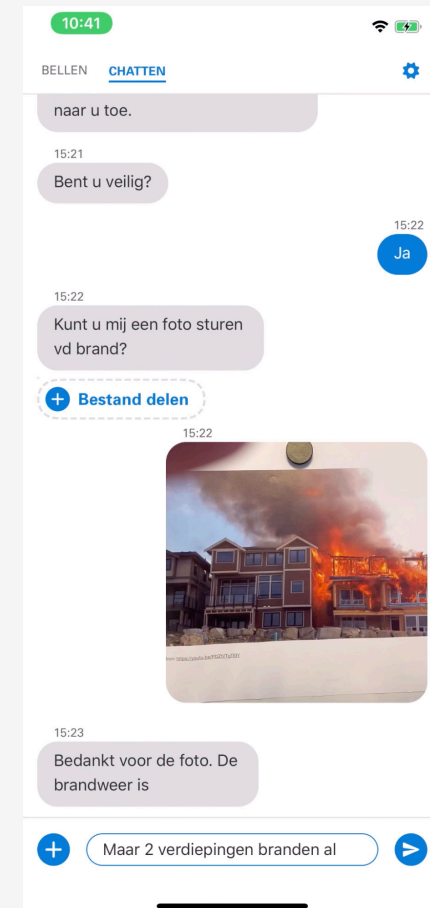 10:41
BELLEN CHATTEN
naar u toe.
15:21
Bent u veilig?
15:22
Ja
15:22
Kunt u mij een foto sturen
vd brand?
Bestand delen
15:22
15:23
Bedankt voor de foto. De
brandweer is
Maar 2 verdiepingen branden al